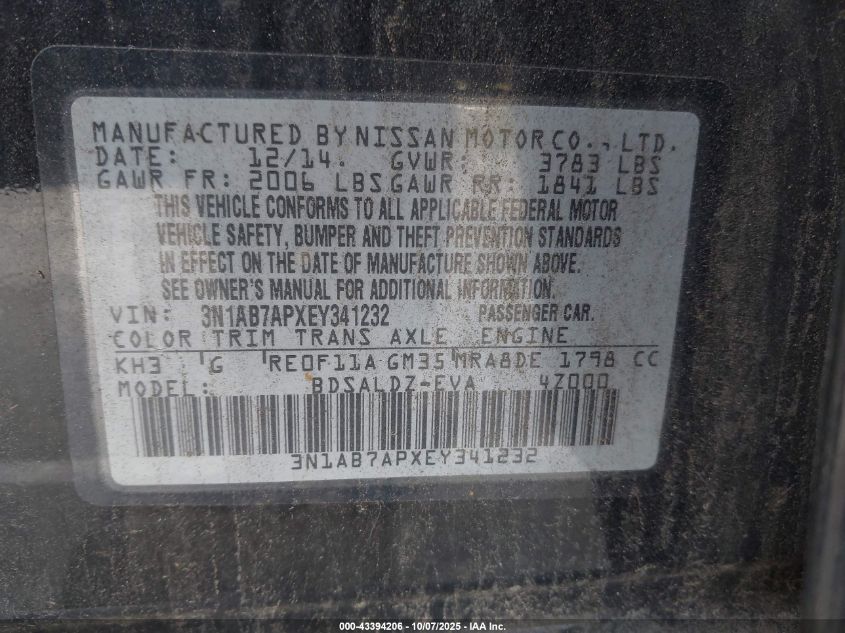 MANUFACTURED BY NISSAN MOTOR CO., LTD.
DATE: 12/14. GVWR: 3783 LBS
GAWR FR: 2006 LBS GAWR RR: 1841 LBS
THIS VEHICLE CONFORMS TO ALL APPLICABLE FEDERAL MOTOR
VEHICLE SAFETY, BUMPER AND THEFT PREVENTION STANDARDS
IN EFFECT ON THE DATE OF MANUFACTURE SHOWN ABOVE.
SEE OWNER'S MANUAL FOR ADDITIONAL INFORMATION.
VIN: 3N1AB7APXEY341232 PASSENGER CAR.
COLOR TRIM TRANS AXLE ENGINE
KH3 G RE0F11A GM35 MRA8DE 1798 CC
MODEL: BDSALDZ-EVA 4Z000
3N1AB7APXEY341232
000-43394206 - 10/07/2025 - IAA Inc.